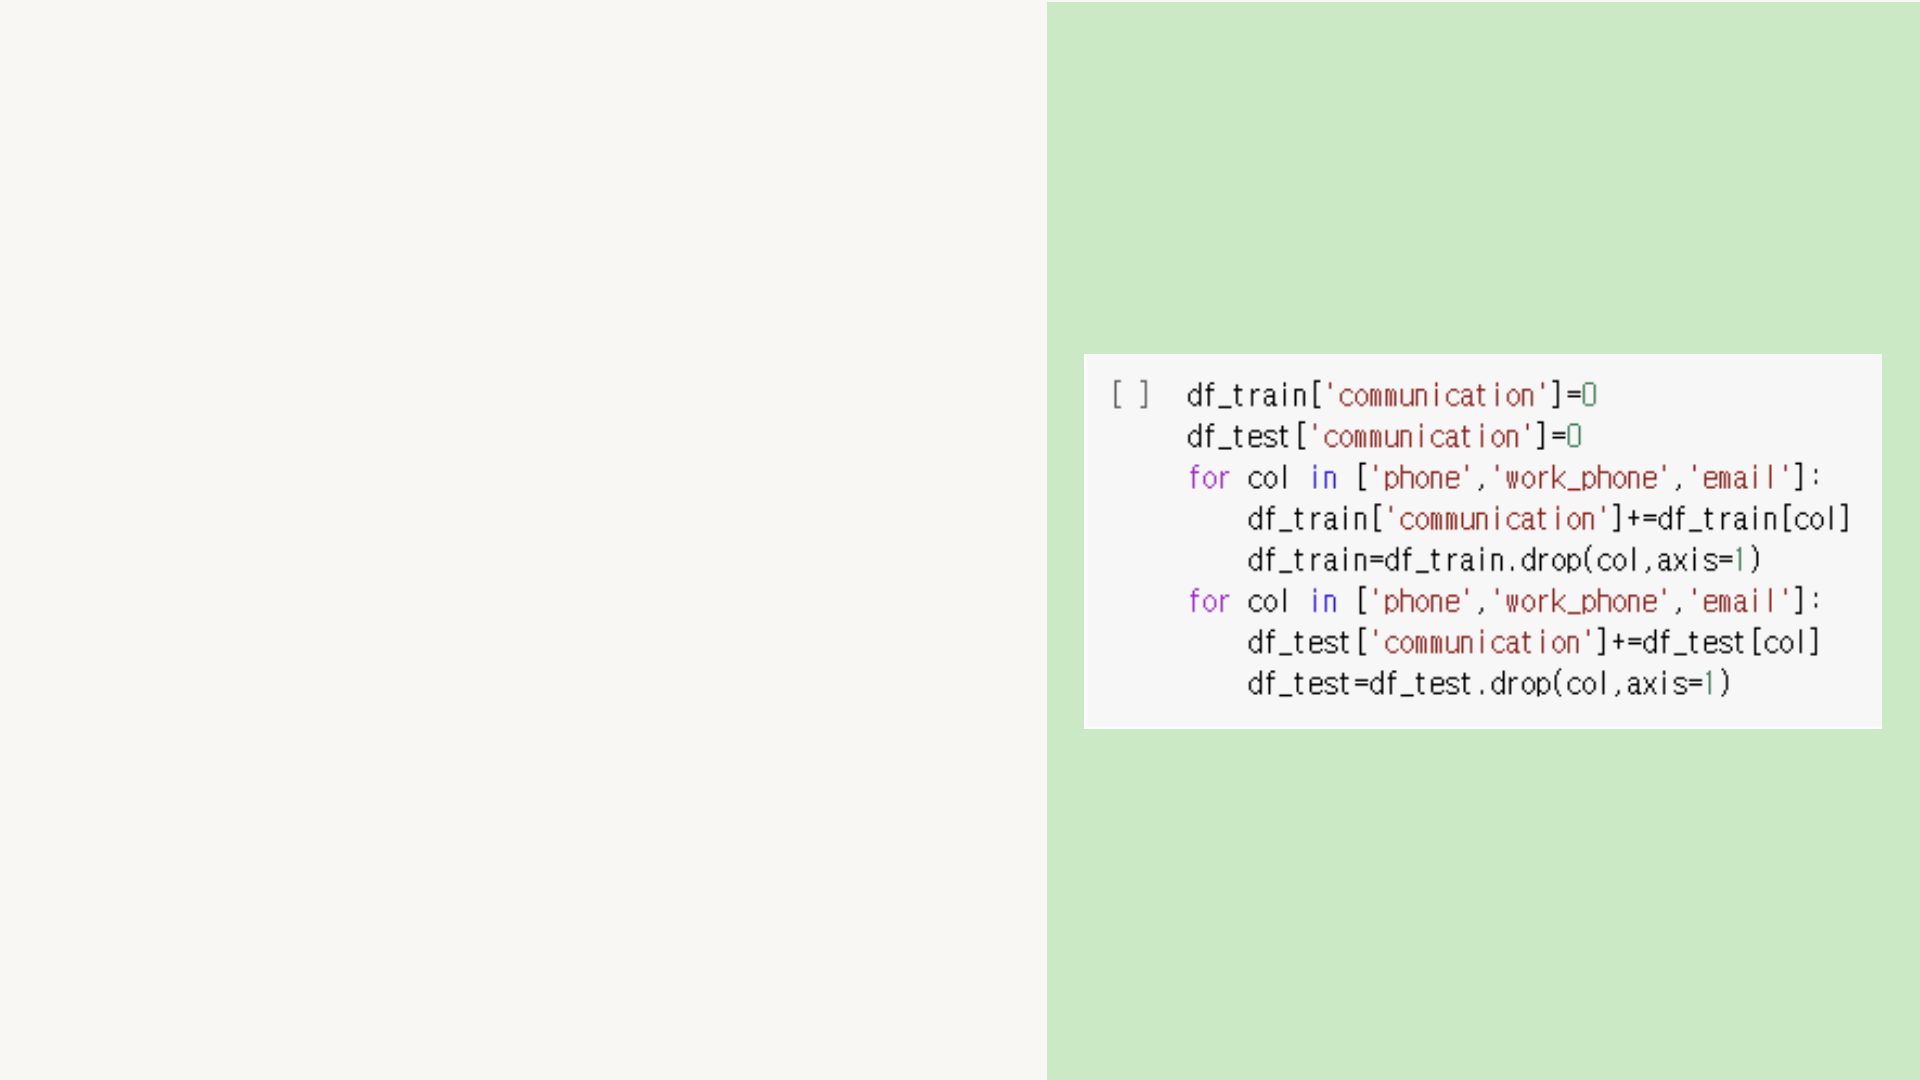 [ ] df_train['communication']=0
df_test['communication']=0
for col in ['phone','work_phone','email']:
    df_train['communication']+=df_train[col]
    df_train=df_train.drop(col,axis=1)
for col in ['phone','work_phone','email']:
    df_test['communication']+=df_test[col]
    df_test=df_test.drop(col,axis=1)